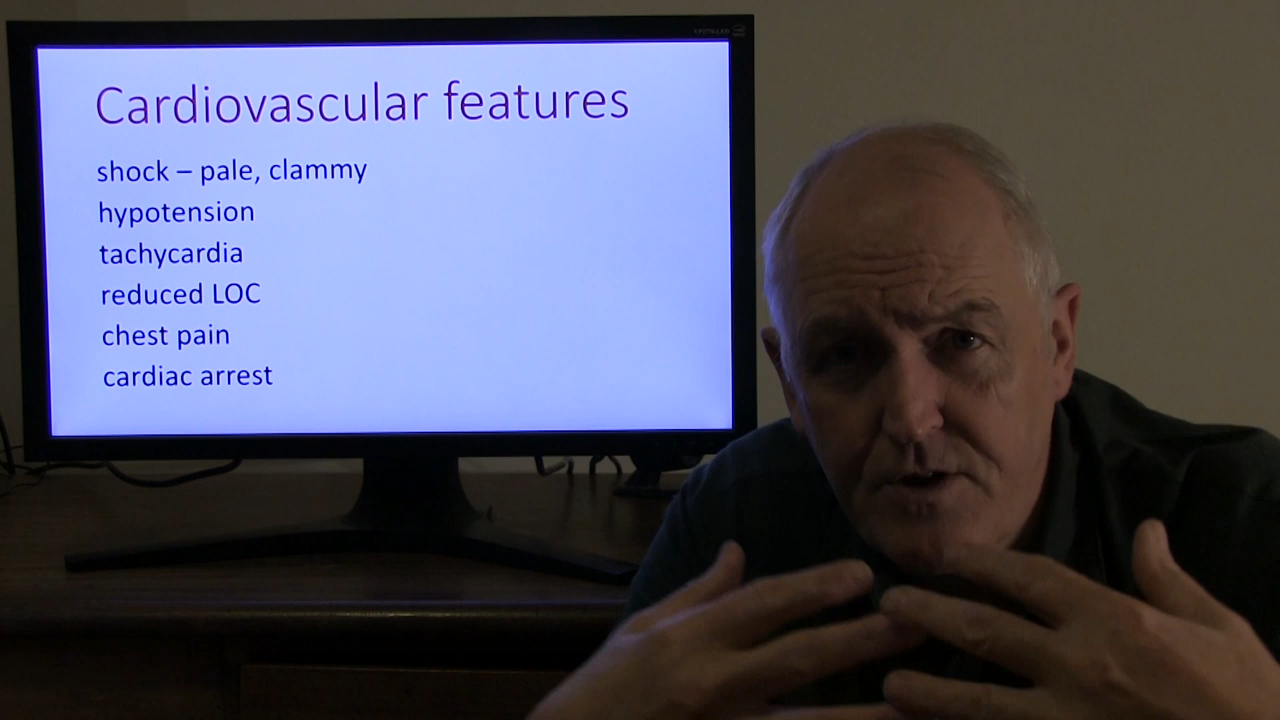 Cardiovascular features
shock – pale, clammy
hypotension
tachycardia
reduced LOC
chest pain
cardiac arrest